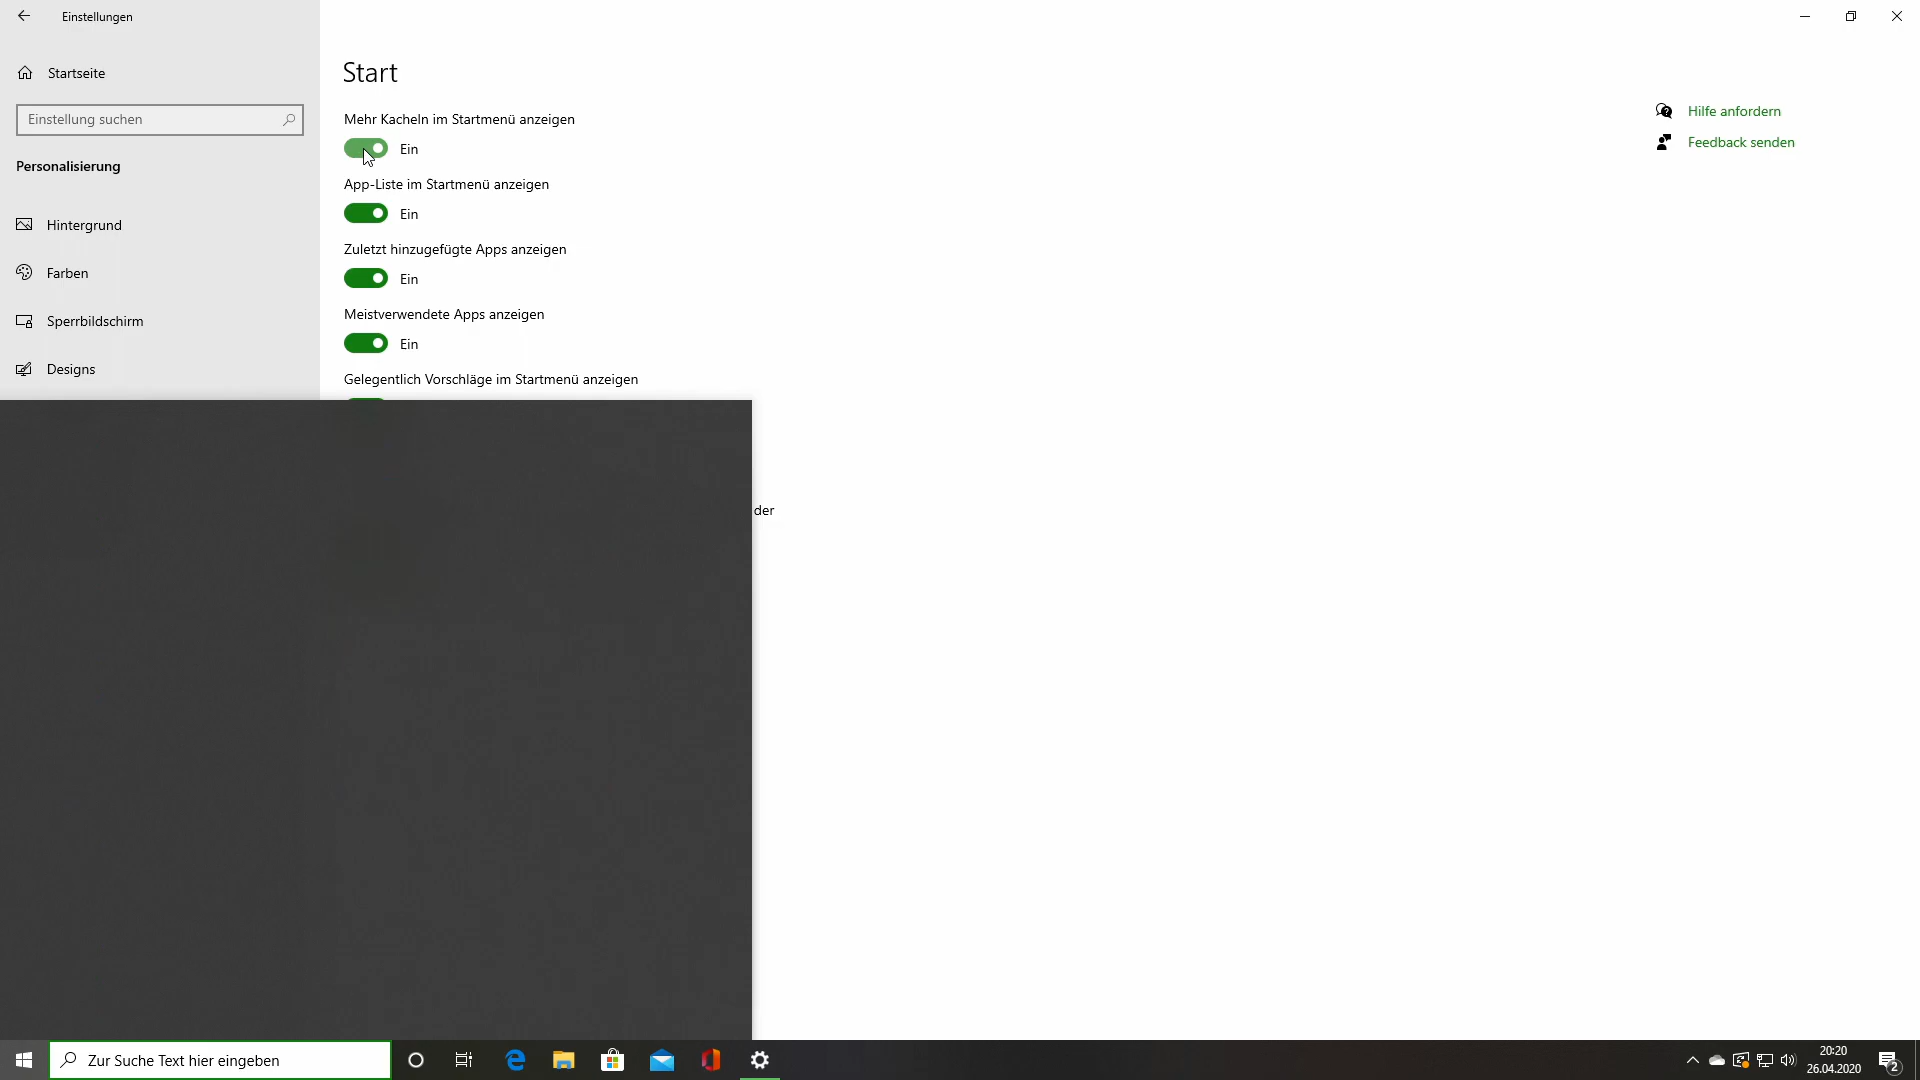 Einstellungen
Startseite
Einstellung suchen
Personalisierung
Hintergrund
Farben
Sperrbildschirm
Designs
Start
Mehr Kacheln im Startmenü anzeigen
Ein
App-Liste im Startmenü anzeigen
Ein
Zuletzt hinzugefügte Apps anzeigen
Ein
Meistverwendete Apps anzeigen
Ein
Gelegentlich Vorschläge im Startmenü anzeigen
der
Hilfe anfordern
Feedback senden
Zur Suche Text hier eingeben
20:20
26.04.2020
2